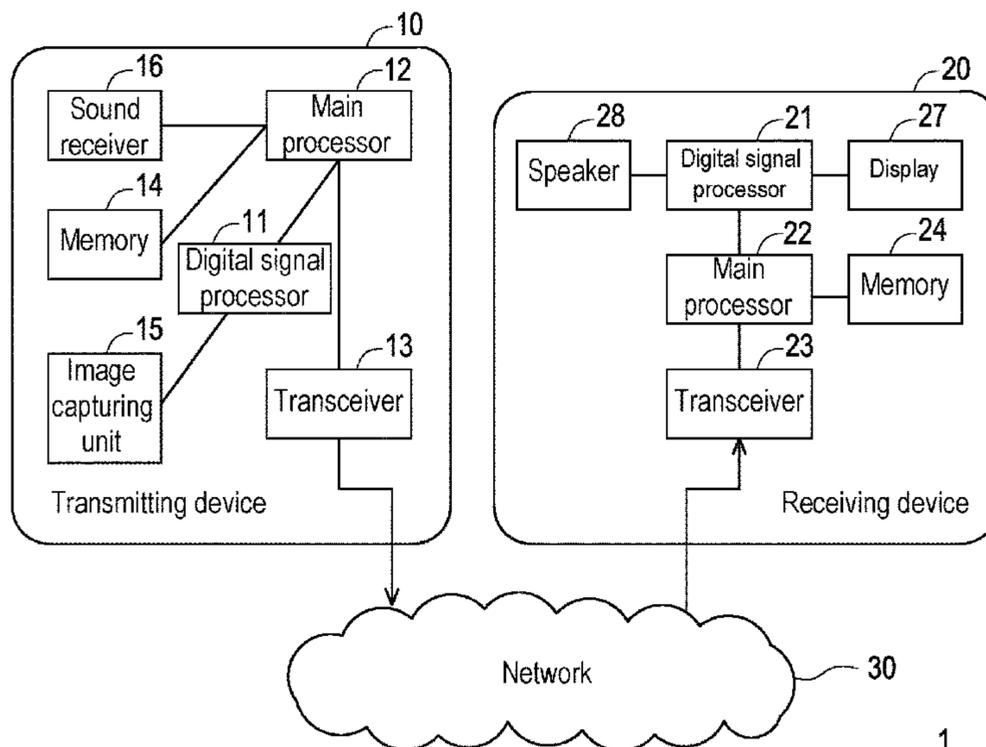 10
16
Sound
receiver
12
Main
processor
14
Memory
11
Digital signal
processor
15
Image
capturing
unit
13
Transceiver
Transmitting device
20
28
Speaker
21
Digital signal
processor
27
Display
22
Main
processor
24
Memory
23
Transceiver
Receiving device
Network
30
1